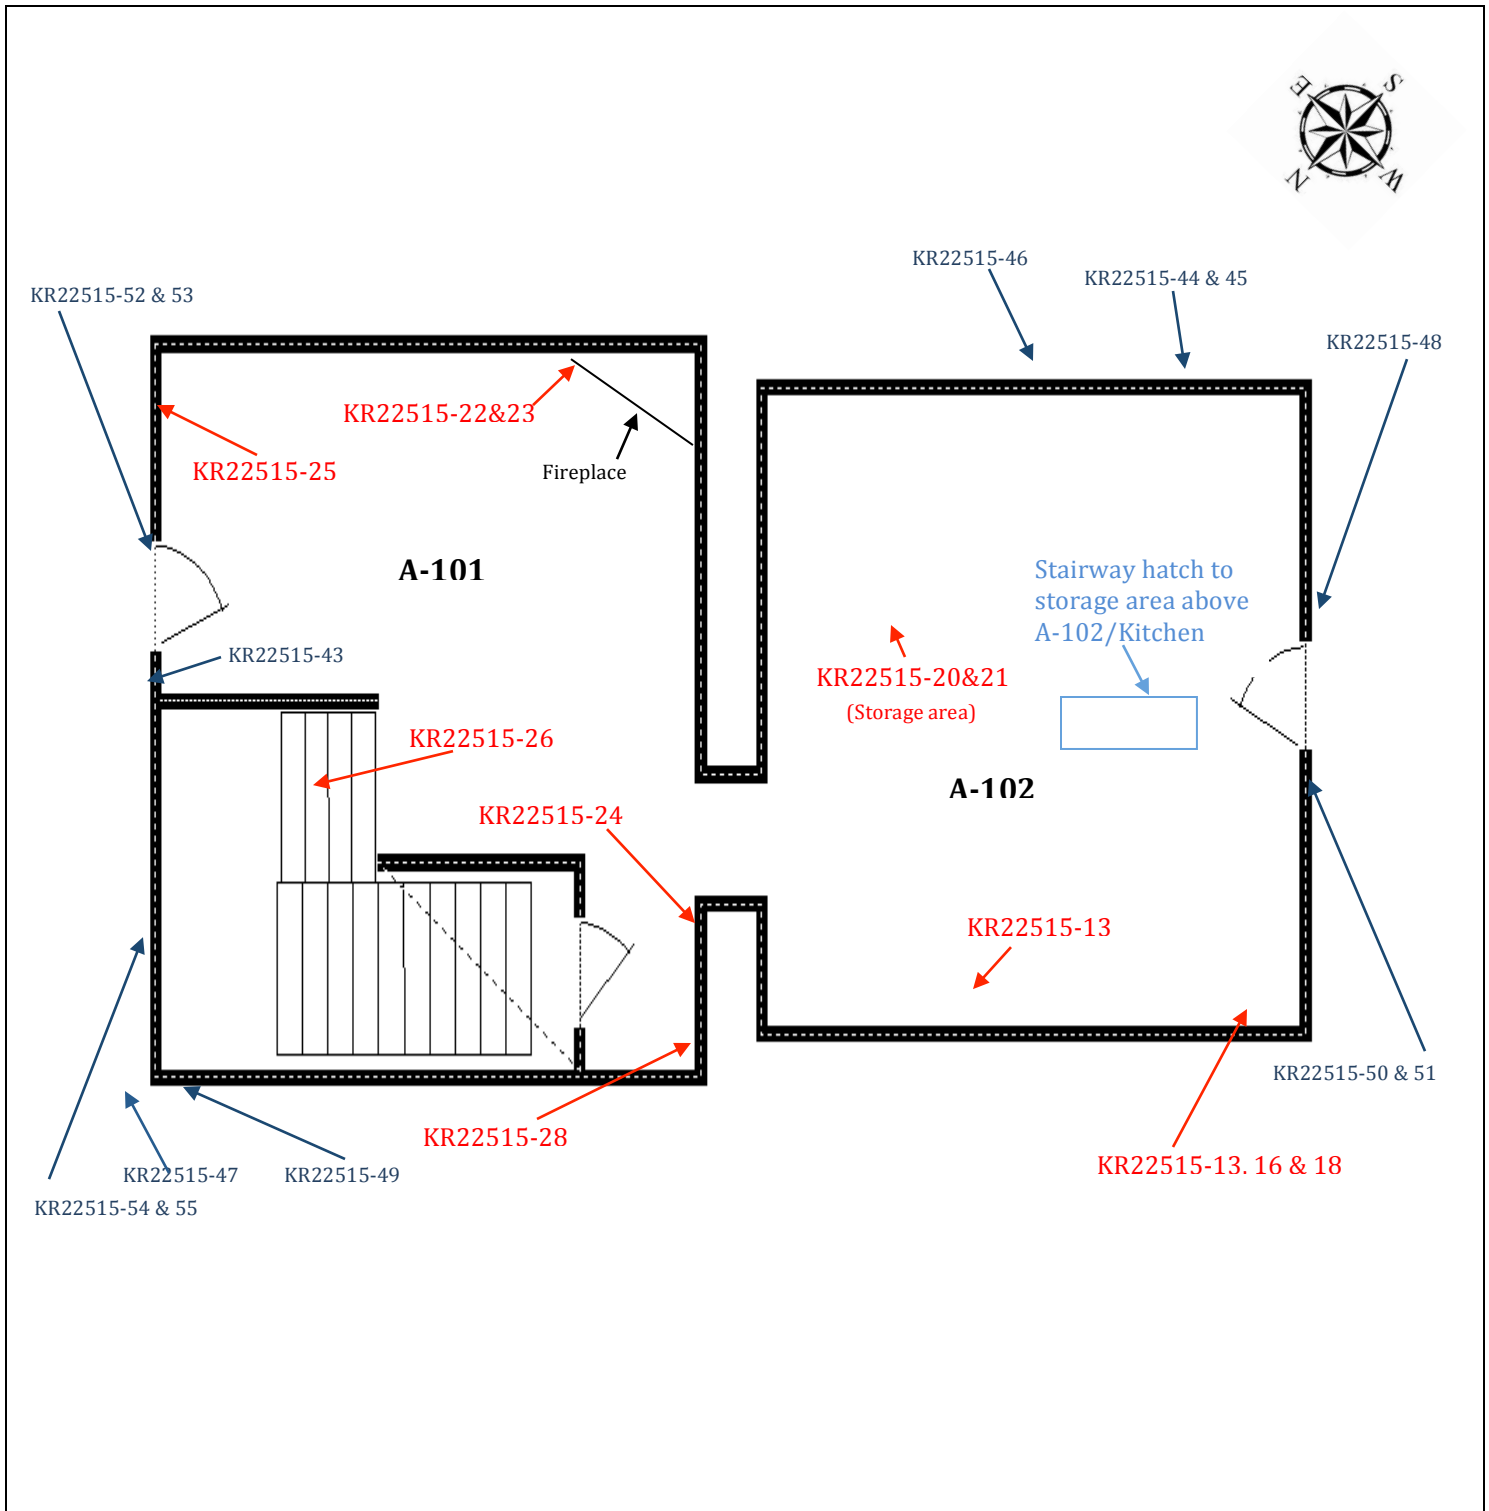 E
S
N
W
KR22515-46
KR22515-44 & 45
KR22515-52 & 53
KR22515-48
KR22515-22&23
KR22515-25
Fireplace
A-101
Stairway hatch to
storage area above
A-102/Kitchen
KR22515-43
KR22515-20&21
(Storage area)
KR22515-26
A-102
KR22515-24
KR22515-13
KR22515-50 & 51
KR22515-28
KR22515-13. 16 & 18
KR22515-47
KR22515-49
KR22515-54 & 55